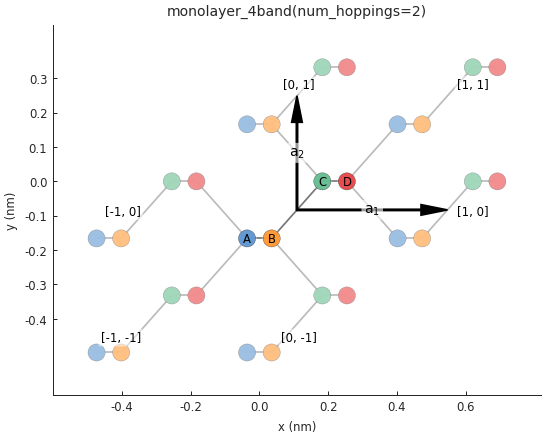 monolayer_4band(num_hoppings=2)
y (nm)
0.3
0.2
0.1
0.0
-0.1
-0.2
-0.3
-0.4
[0, 1]
[1, 1]
a₂
C
D
[-1, 0]
a₁
[1, 0]
A
B
[-1, -1]
[0, -1]
-0.4
-0.2
0.0
0.2
0.4
0.6
x (nm)